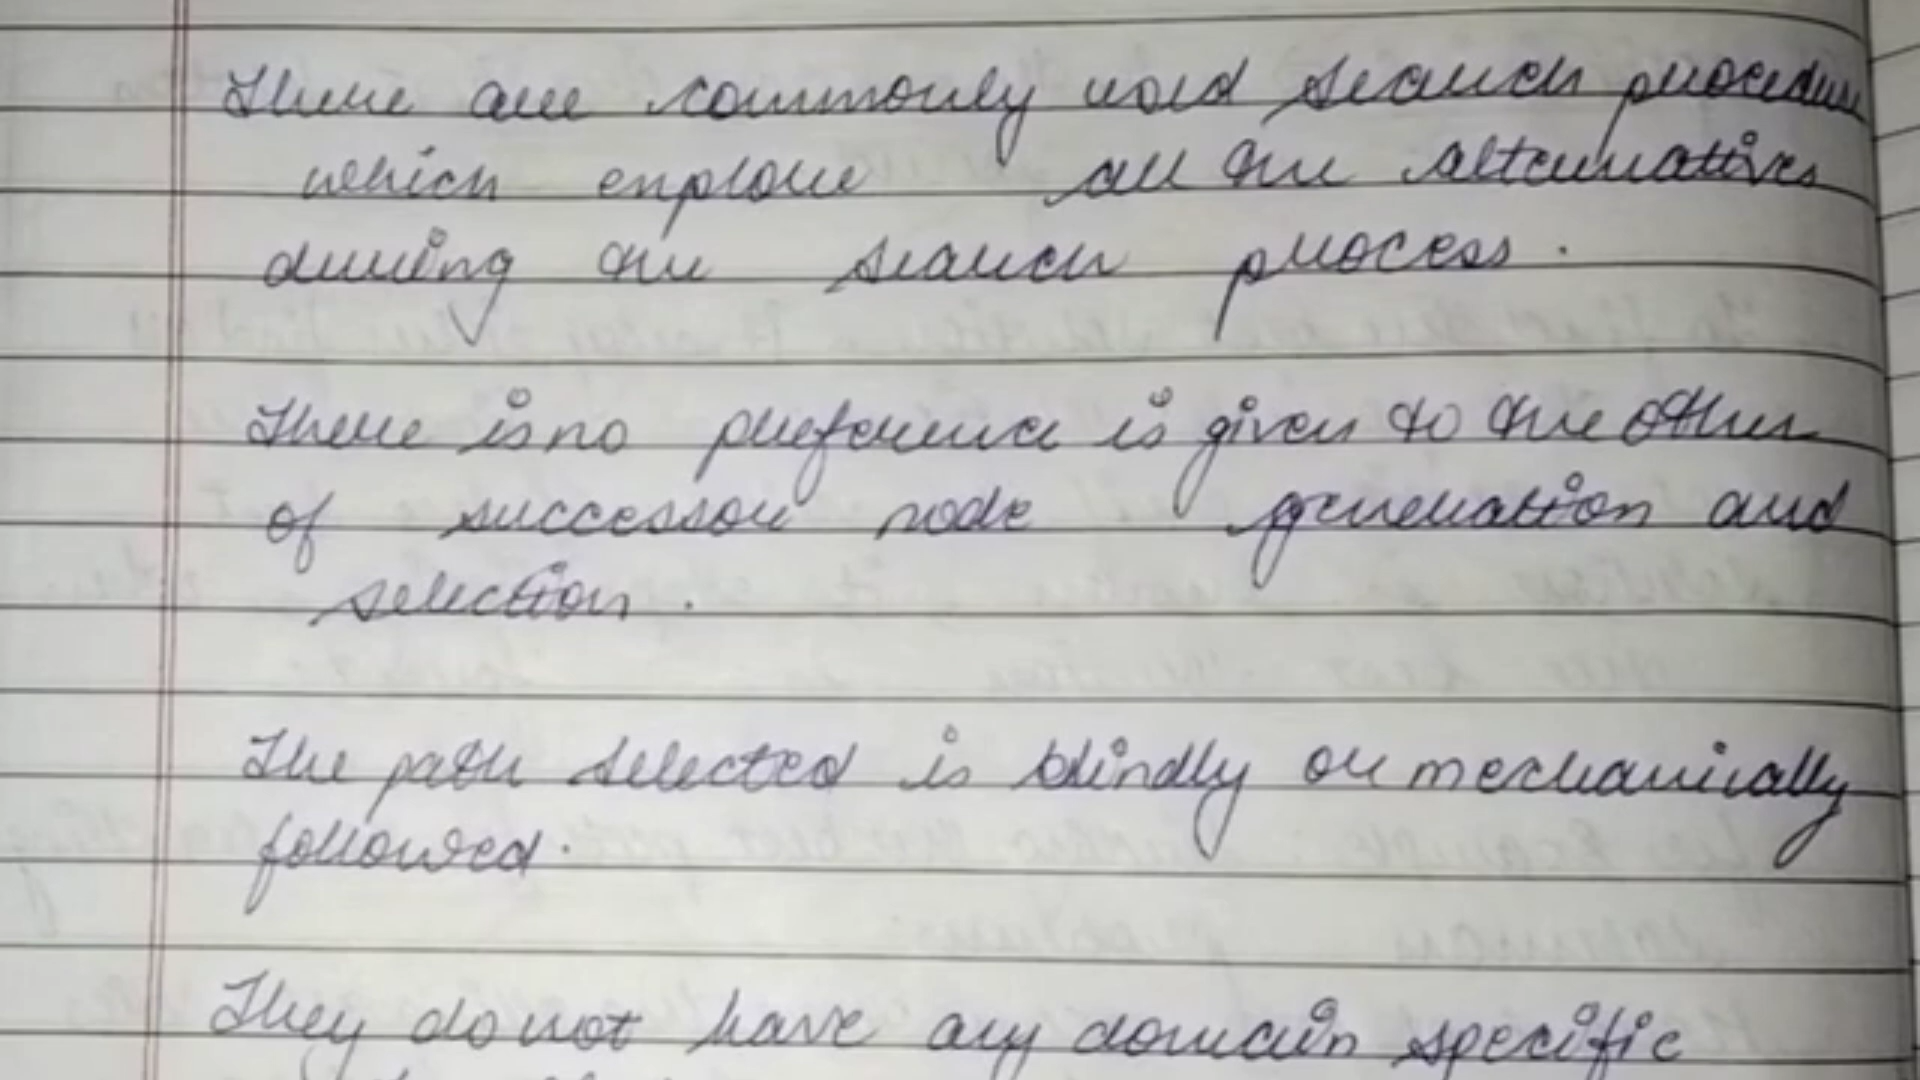 There are commonly used search procedure
which explore all the alternatives
during the search process.
There is no preference is given to the other
of successor node generation and
selection.
The path selected is blindly or mechanically
followed.
They do not have any domain specific